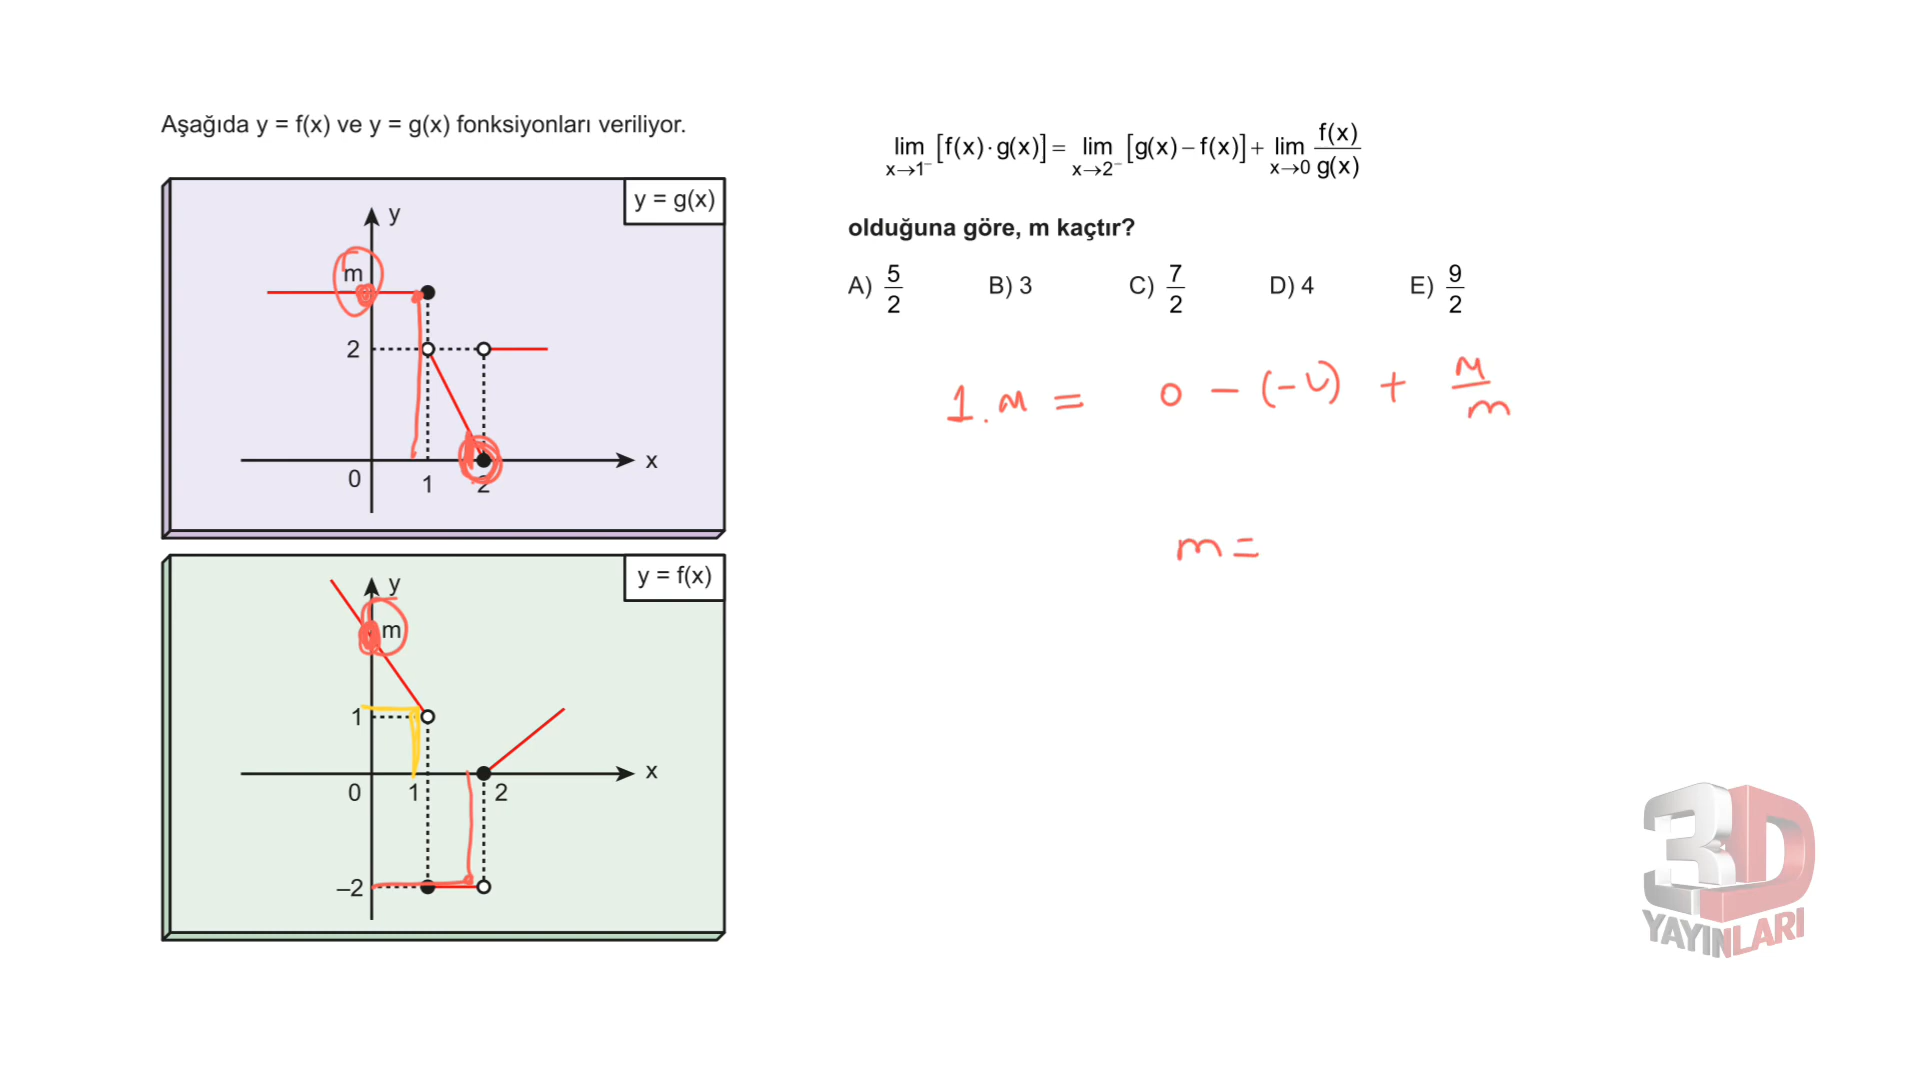 Aşağıda y = f(x) ve y = g(x) fonksiyonları veriliyor.
y = g(x)
y
m
2
0
1
2
x
y = f(x)
y
m
1
0
1
2
x
–2
lim x→1⁻ [f(x)·g(x)] = lim x→2⁻ [g(x) – f(x)] + lim x→0 f(x)/g(x)
olduğuna göre, m kaçtır?
A) 5/2 B) 3 C) 7/2 D) 4 E) 9/2
1.m = 0 – (–2) + m/m
m =
3D
YAYINLARI